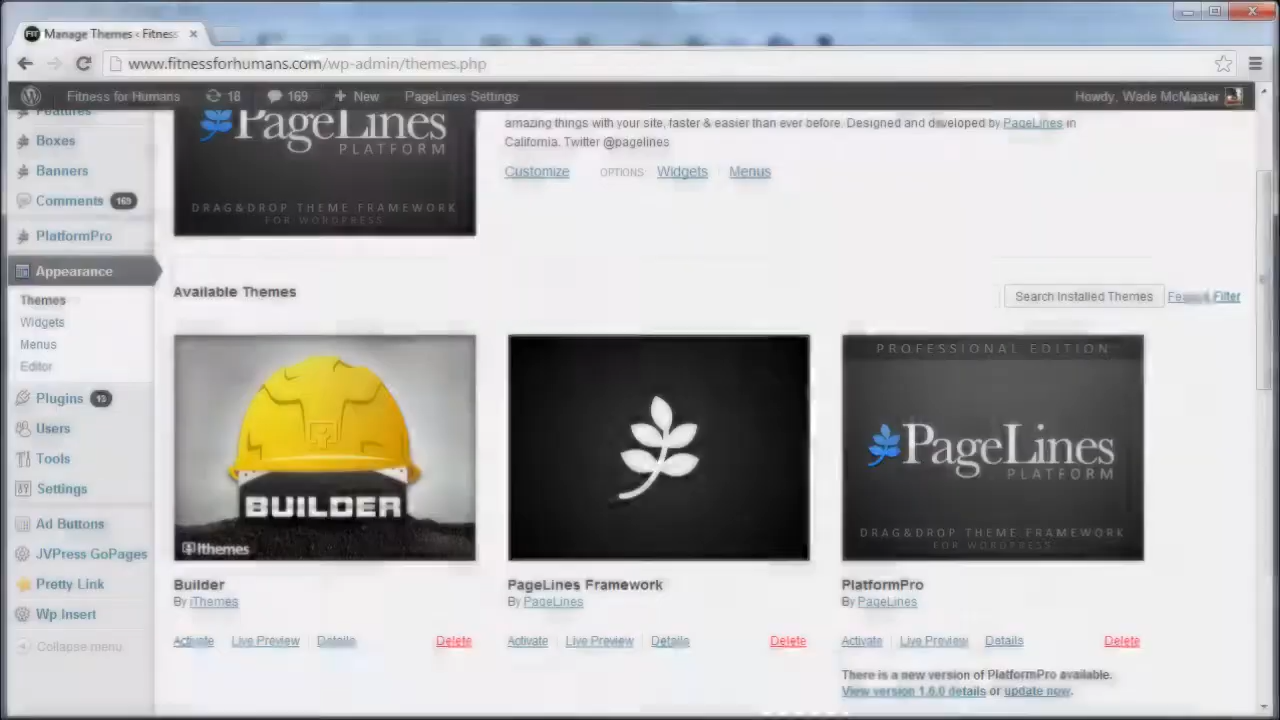 Manage Themes ‹ Fitness
www.fitnessforhumans.com/wp-admin/themes.php
Fitness for Humans 18 169 + New PageLines Settings Howdy, Wade McMaster
Features
Boxes
Banners
Comments 169
PlatformPro
Appearance
Themes
Widgets
Menus
Editor
Plugins 13
Users
Tools
Settings
Ad Buttons
JVPress GoPages
Pretty Link
Wp Insert
Collapse menu
PageLines
PLATFORM
DRAG&DROP THEME FRAMEWORK
FOR WORDPRESS
amazing things with your site, faster & easier than ever before. Designed and developed by PageLines in
California. Twitter @pagelines
Customize OPTIONS: Widgets Menus
Available Themes
Search Installed Themes Filter
BUILDER
Ithemes
Builder
By iThemes
Activate Live Preview Details Delete
PageLines Framework
By PageLines
Activate Live Preview Details Delete
PROFESSIONAL EDITION
PageLines
PLATFORM
DRAG&DROP THEME FRAMEWORK
FOR WORDPRESS
PlatformPro
By PageLines
Activate Live Preview Details Delete
There is a new version of PlatformPro available.
View version 1.6.0 details or update now.